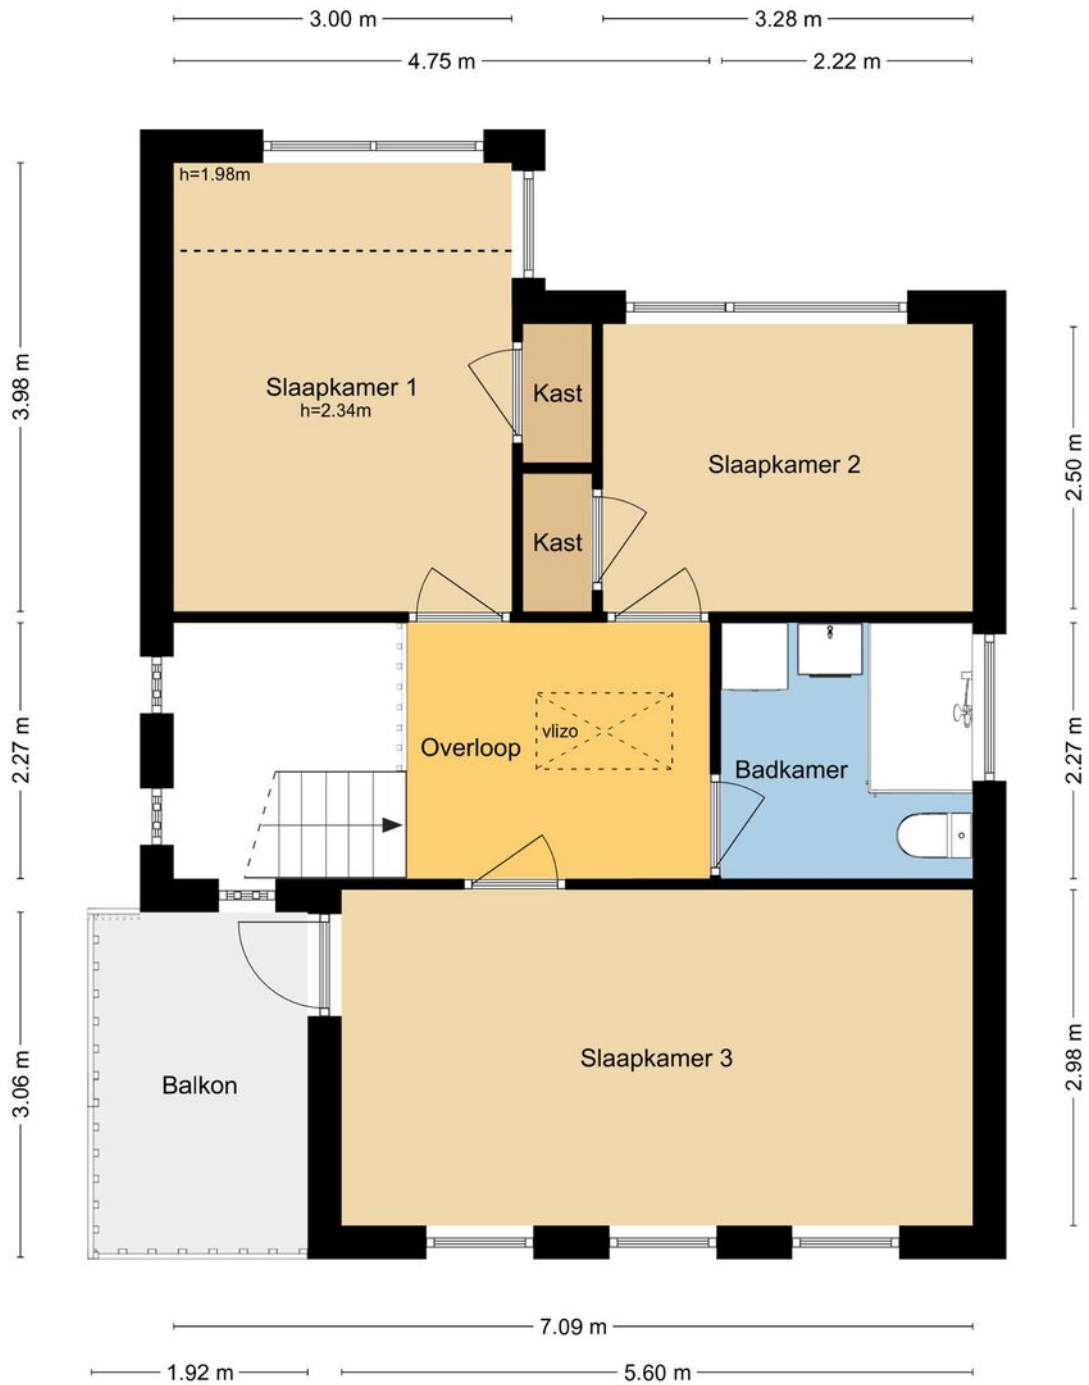 3.00 m
3.28 m
4.75 m
2.22 m
h=1.98m
3.98 m
Slaapkamer 1
h=2.34m
Kast
Slaapkamer 2
2.50 m
Kast
2.27 m
Overloop
vlizo
Badkamer
2.27 m
3.06 m
Balkon
Slaapkamer 3
2.98 m
7.09 m
1.92 m
5.60 m